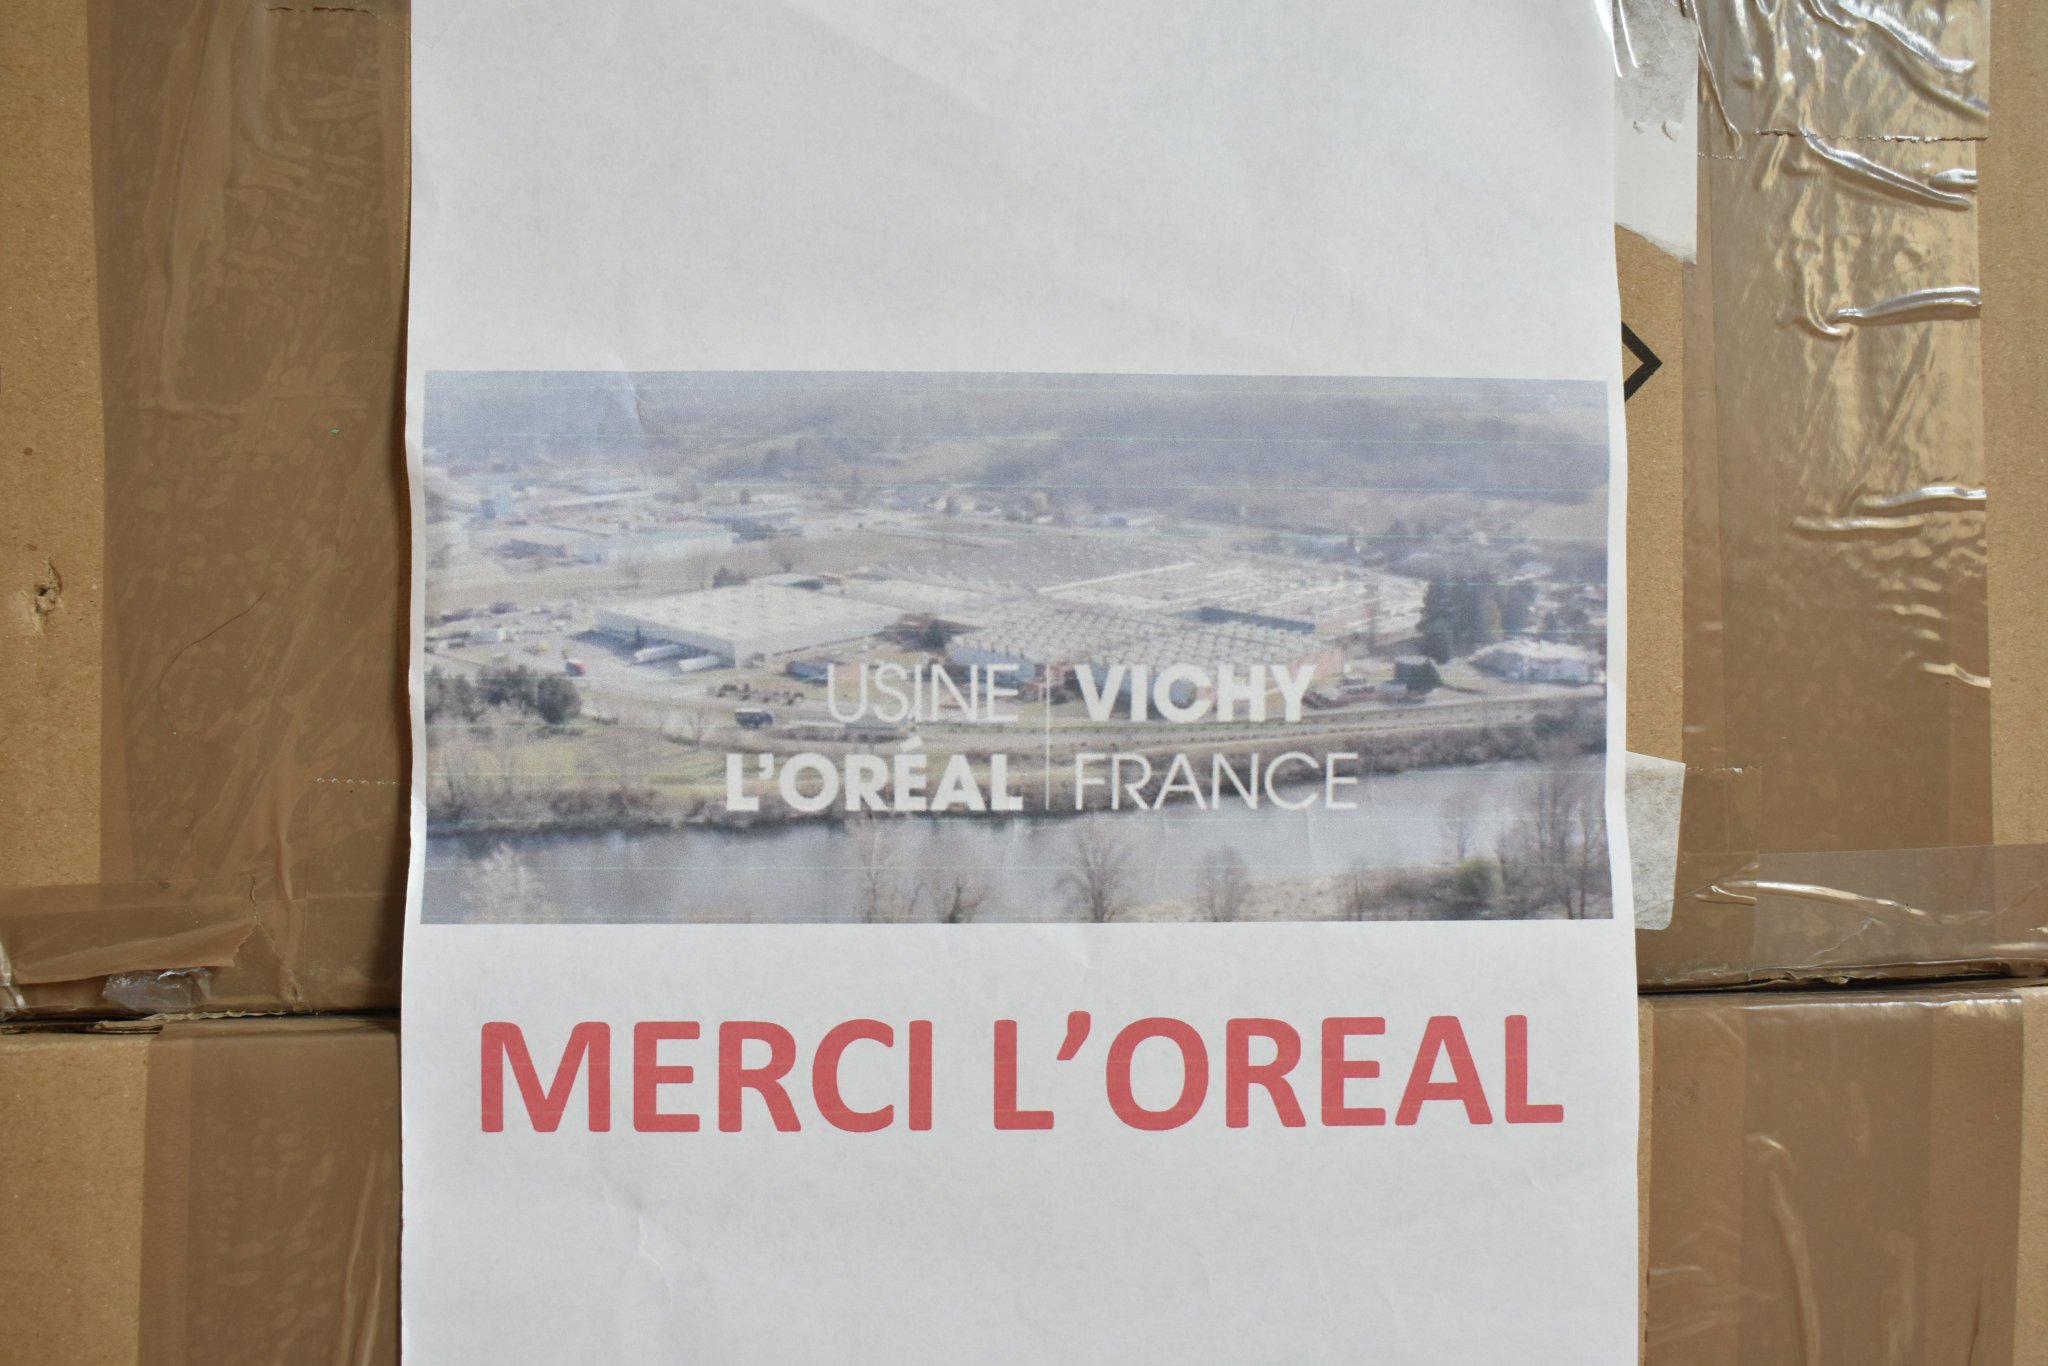 USINE VICHY
L'ORÉAL FRANCE
MERCI L'OREAL